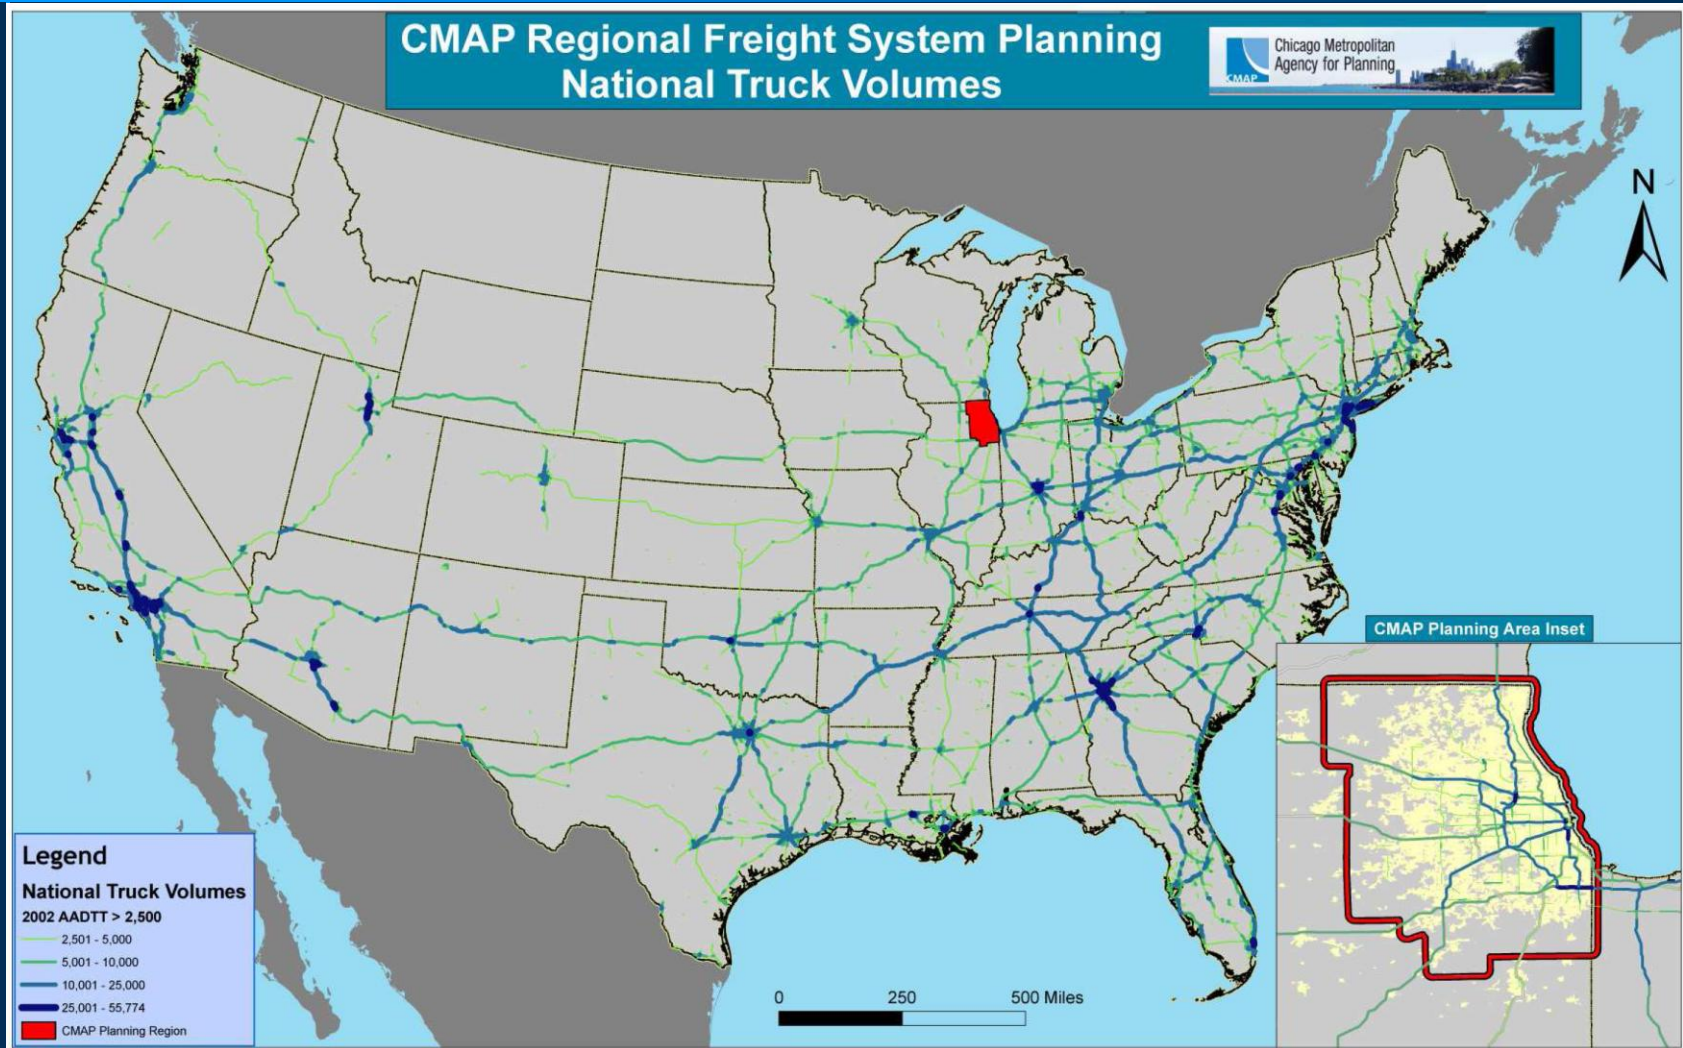 CMAP Regional Freight System Planning
National Truck Volumes
CMAP
Chicago Metropolitan
Agency for Planning
N
CMAP Planning Area Inset
Legend
National Truck Volumes
2002 AADTT > 2,500
2,501 - 5,000
5,001 - 10,000
10,001 - 25,000
25,001 - 55,774
CMAP Planning Region
0 250 500 Miles